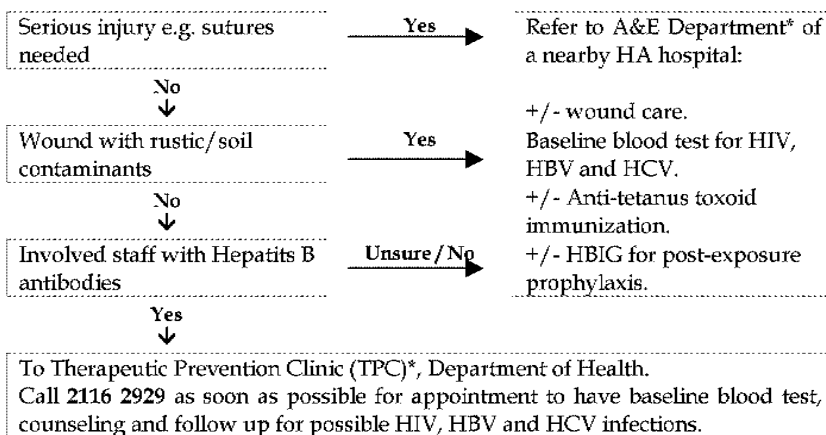 Serious injury e.g. sutures needed
Yes
Refer to A&E Department* of a nearby HA hospital:
No
+/- wound care.
Wound with rustic/soil contaminants
Yes
Baseline blood test for HIV, HBV and HCV.
No
+/- Anti-tetanus toxoid immunization.
Involved staff with Hepatits B antibodies
Unsure/No
+/- HBIG for post-exposure prophylaxis.
Yes
To Therapeutic Prevention Clinic (TPC)*, Department of Health.
Call 2116 2929 as soon as possible for appointment to have baseline blood test,
counseling and follow up for possible HIV, HBV and HCV infections.